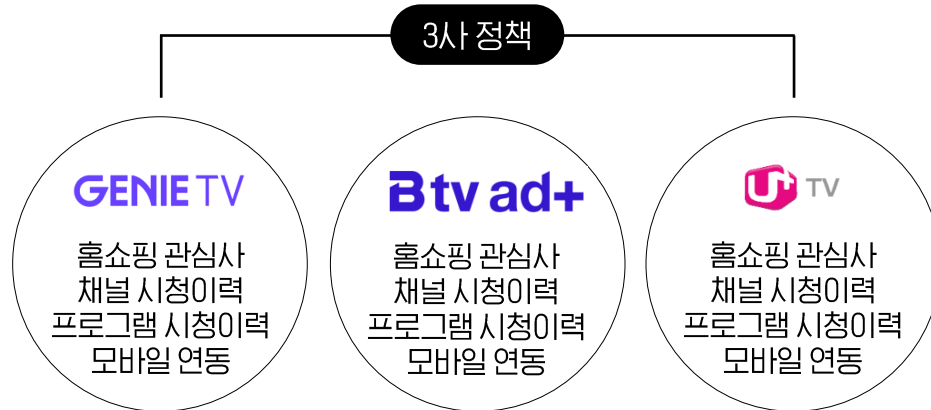 3사 정책
GENIE TV
홈쇼핑 관심사
채널 시청이력
프로그램 시청이력
모바일 연동
B tv ad+
홈쇼핑 관심사
채널 시청이력
프로그램 시청이력
모바일 연동
U+ TV
홈쇼핑 관심사
채널 시청이력
프로그램 시청이력
모바일 연동